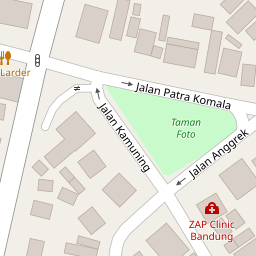 Larder
Jalan Patra Komala
Taman
Foto
Jalan Kamuning
Jalan Anggrek
ZAP Clinic
Bandung